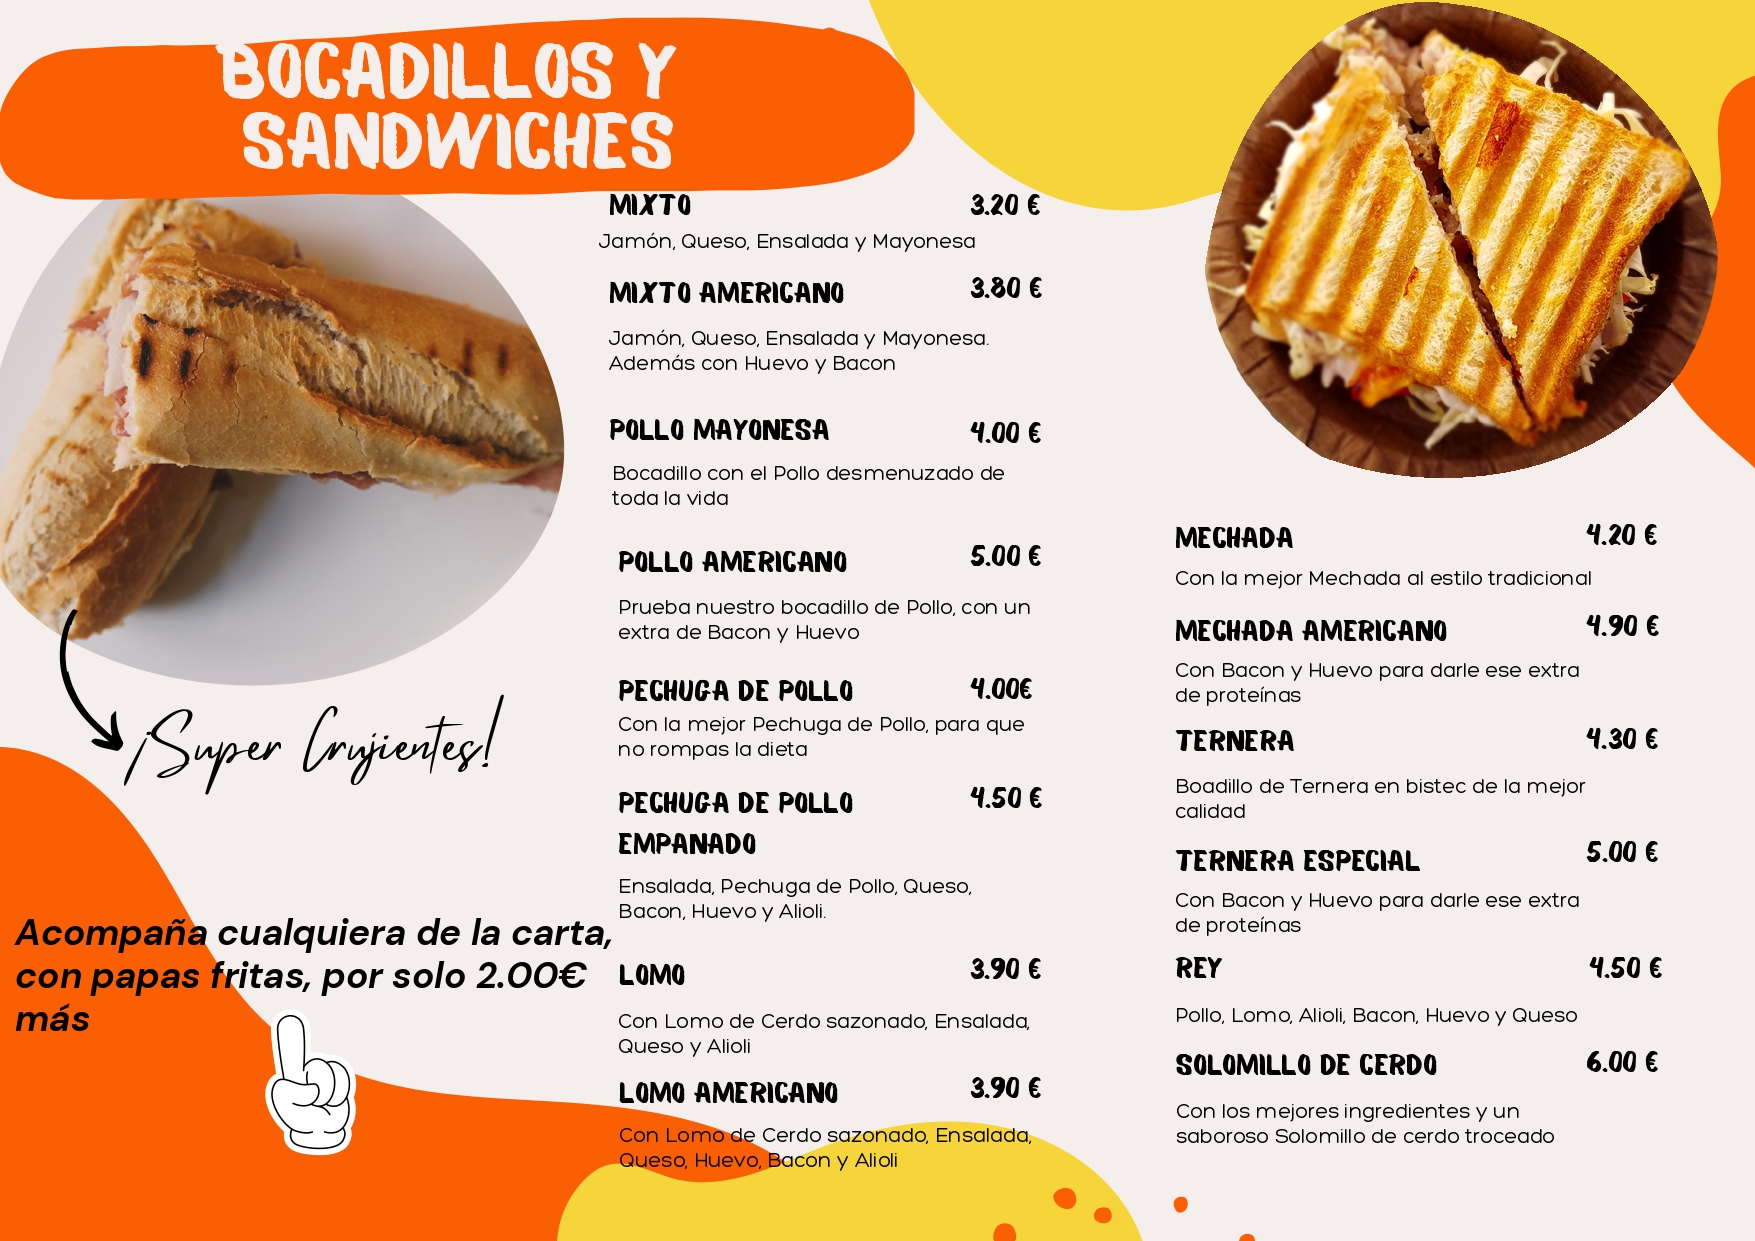 BOCADILLOS Y
SANDWICHES
MIXTO 3.20 €
Jamón, Queso, Ensalada y Mayonesa
MIXTO AMERICANO 3.80 €
Jamón, Queso, Ensalada y Mayonesa.
Además con Huevo y Bacon
POLLO MAYONESA 4.00 €
Bocadillo con el Pollo desmenuzado de
toda la vida
POLLO AMERICANO 5.00 €
Prueba nuestro bocadillo de Pollo, con un
extra de Bacon y Huevo
PECHUGA DE POLLO 4.00€
Con la mejor Pechuga de Pollo, para que
no rompas la dieta
PECHUGA DE POLLO 4.50 €
EMPANADO
Ensalada, Pechuga de Pollo, Queso,
Bacon, Huevo y Alioli.
LOMO 3.90 €
Con Lomo de Cerdo sazonado, Ensalada,
Queso y Alioli
LOMO AMERICANO 3.90 €
Con Lomo de Cerdo sazonado, Ensalada,
Queso, Huevo, Bacon y Alioli
MECHADA 4.20 €
Con la mejor Mechada al estilo tradicional
MECHADA AMERICANO 4.90 €
Con Bacon y Huevo para darle ese extra
de proteínas
TERNERA 4.30 €
Boadillo de Ternera en bistec de la mejor
calidad
TERNERA ESPECIAL 5.00 €
Con Bacon y Huevo para darle ese extra
de proteínas
REY 4.50 €
Pollo, Lomo, Alioli, Bacon, Huevo y Queso
SOLOMILLO DE CERDO 6.00 €
Con los mejores ingredientes y un
saboroso Solomillo de cerdo troceado
¡Super Crujientes!
Acompaña cualquiera de la carta,
con papas fritas, por solo 2.00€
más